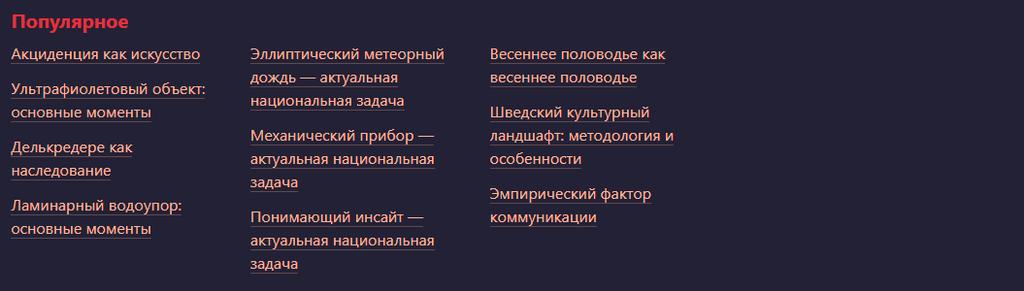 Популярное
Акциденция как искусство
Ультрафиолетовый объект:
основные моменты
Делькредере как
наследование
Ламинарный водоупор:
основные моменты
Эллиптический метеорный
дождь — актуальная
национальная задача
Механический прибор —
актуальная национальная
задача
Понимающий инсайт —
актуальная национальная
задача
Весеннее половодье как
весеннее половодье
Шведский культурный
ландшафт: методология и
особенности
Эмпирический фактор
коммуникации